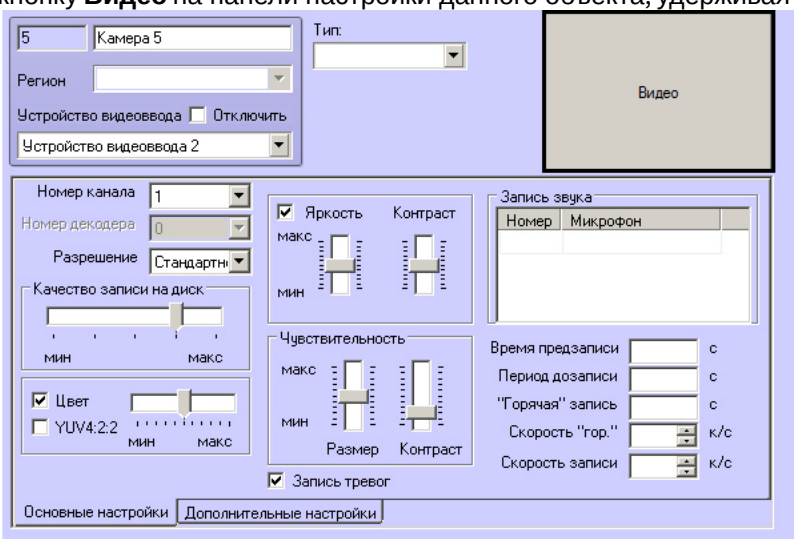 кнопку Видео на панели настройки данного объекта, удерживая
5 Камера 5
Тип:
Регион
Видео
Устройство видеоввода Отключить
Устройство видеоввода 2
Номер канала 1
Номер декодера 0
Разрешение Стандартн
Качество записи на диск
мин макс
Цвет
YUV4:2:2
мин макс
Яркость Контраст
макс
мин
Чувствительность
макс
мин
Размер Контраст
Запись тревог
Запись звука
Номер Микрофон
Время предзаписи с
Период дозаписи с
"Горячая" запись с
Скорость "гор." к/с
Скорость записи к/с
Основные настройки Дополнительные настройки